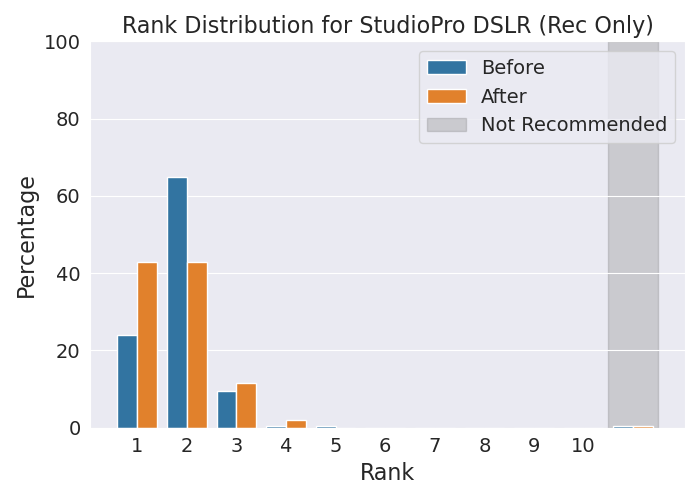 Rank Distribution for StudioPro DSLR (Rec Only)
100
80
60
40
20
0
Percentage
Before
After
Not Recommended
1 2 3 4 5 6 7 8 9 10
Rank